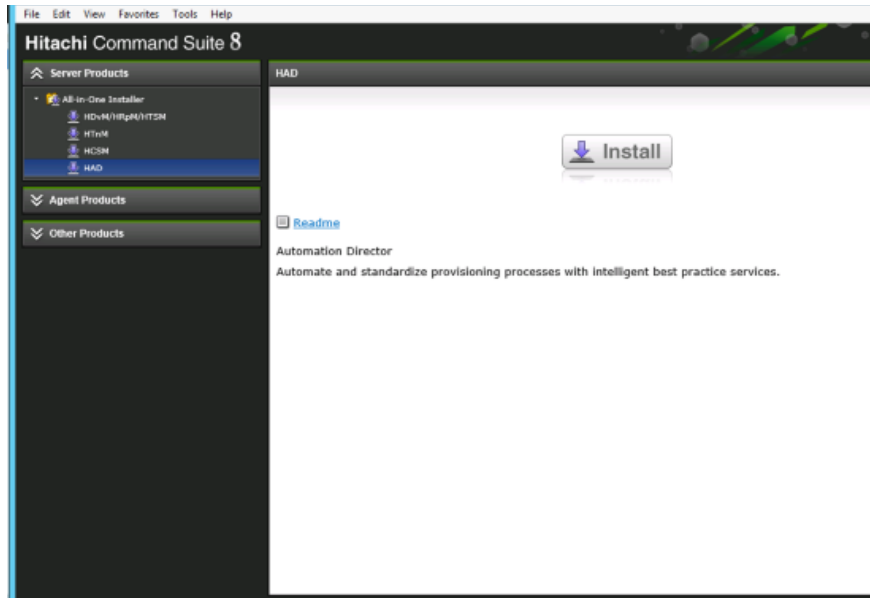 File Edit View Favorites Tools Help
Hitachi Command Suite 8
Server Products
All-in-One Installer
HDvM/HRpM/HTSM
HTnM
HCSM
HAD
Agent Products
Other Products
HAD
Install
Readme
Automation Director
Automate and standardize provisioning processes with intelligent best practice services.